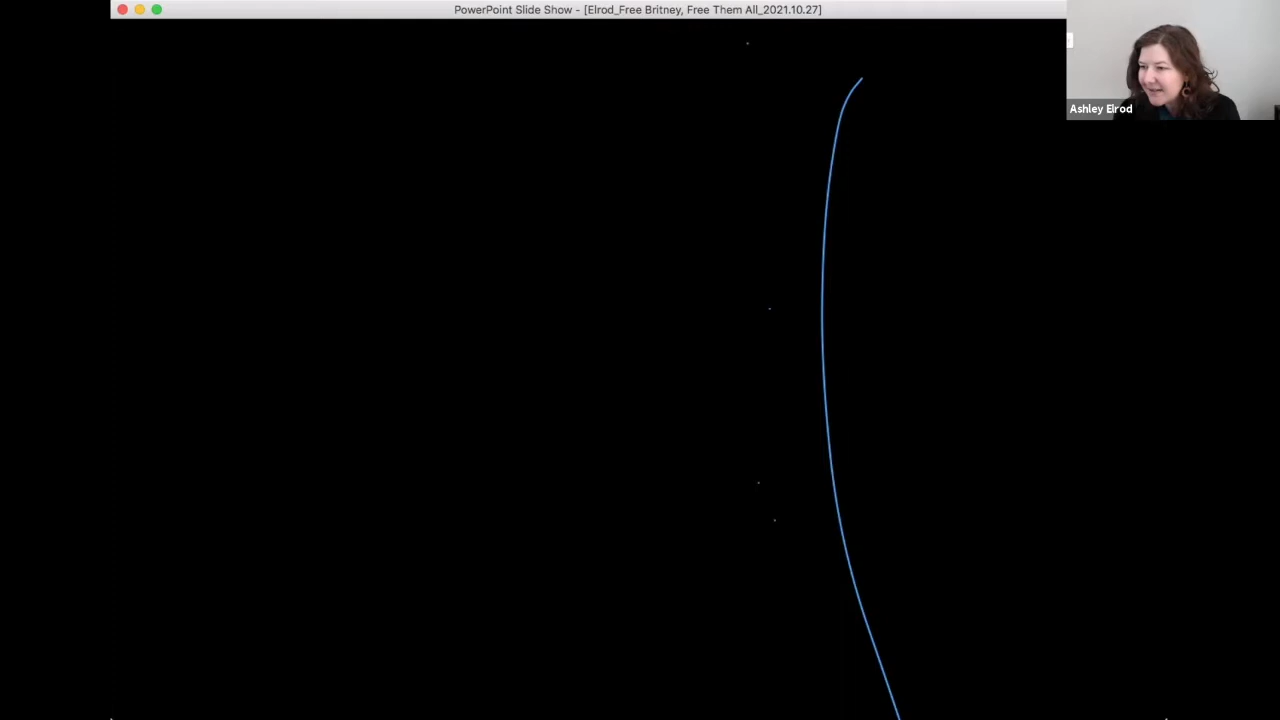 PowerPoint Slide Show - [Elrod_Free Britney, Free Them All_2021.10.27]
Ashley Elrod